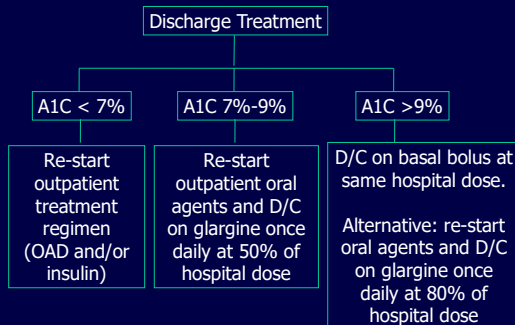 Discharge Treatment
A1C < 7%
A1C 7%-9%
A1C >9%
Re-start
outpatient
treatment
regimen
(OAD and/or
insulin)
Re-start
outpatient oral
agents and D/C
on glargine once
daily at 50% of
hospital dose
D/C on basal bolus at
same hospital dose.
Alternative: re-start
oral agents and D/C
on glargine once
daily at 80% of
hospital dose